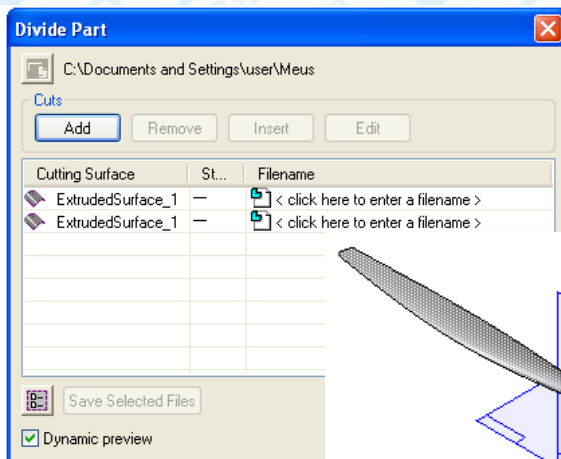 Divide Part
C:\Documents and Settings\user\Meus
Cuts
Add Remove Insert Edit
Cutting Surface St... Filename
ExtrudedSurface_1 — < click here to enter a filename >
ExtrudedSurface_1 — < click here to enter a filename >
Save Selected Files
Dynamic preview